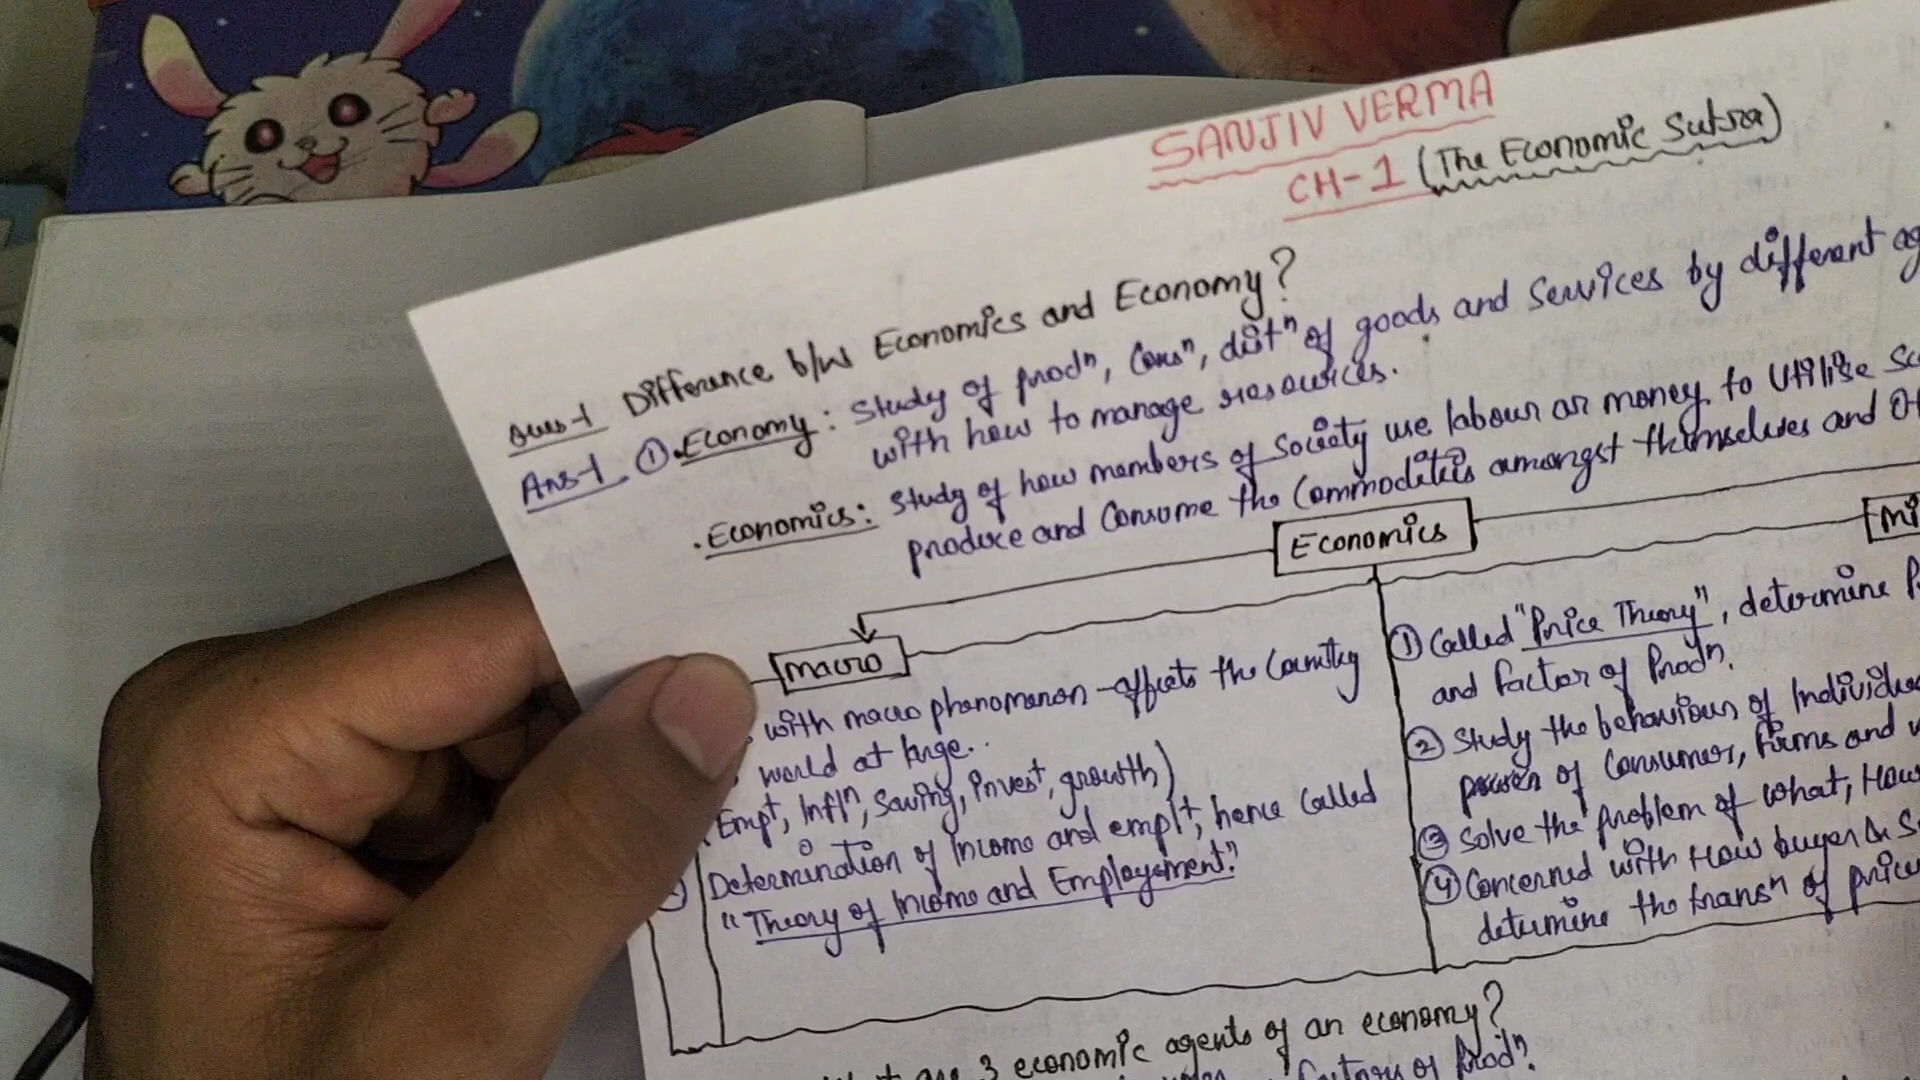 SANJIV VERMA
CH-1 (The Economic Sutra)
Ques-1 Difference b/w Economics and Economy?
Ans-1 ① .Economy: Study of prodⁿ, Consⁿ, distⁿ of goods and Services by different
with how to manage resources.
.Economics: Study of how members of Society use labour or money to Utilise
produce and Consume the Commodities amongst themselves and
Economics
Macro
① Called "Price Theory", determine
and factor of Prodⁿ.
② Study the behaviour of
of Consumer, Firms and
③ Solve the problem of what, How
④ Concerned with How buyer &
determine the transⁿ of
with macro phenomenon affects the Country
world at large..
Empᵗ, Inflⁿ, Saving, Invesᵗ, growth)
Determination of Income and emplᵗ, hence Called
"Theory of Income and Employement."
3 economic agents of an economy?
Prodⁿ.